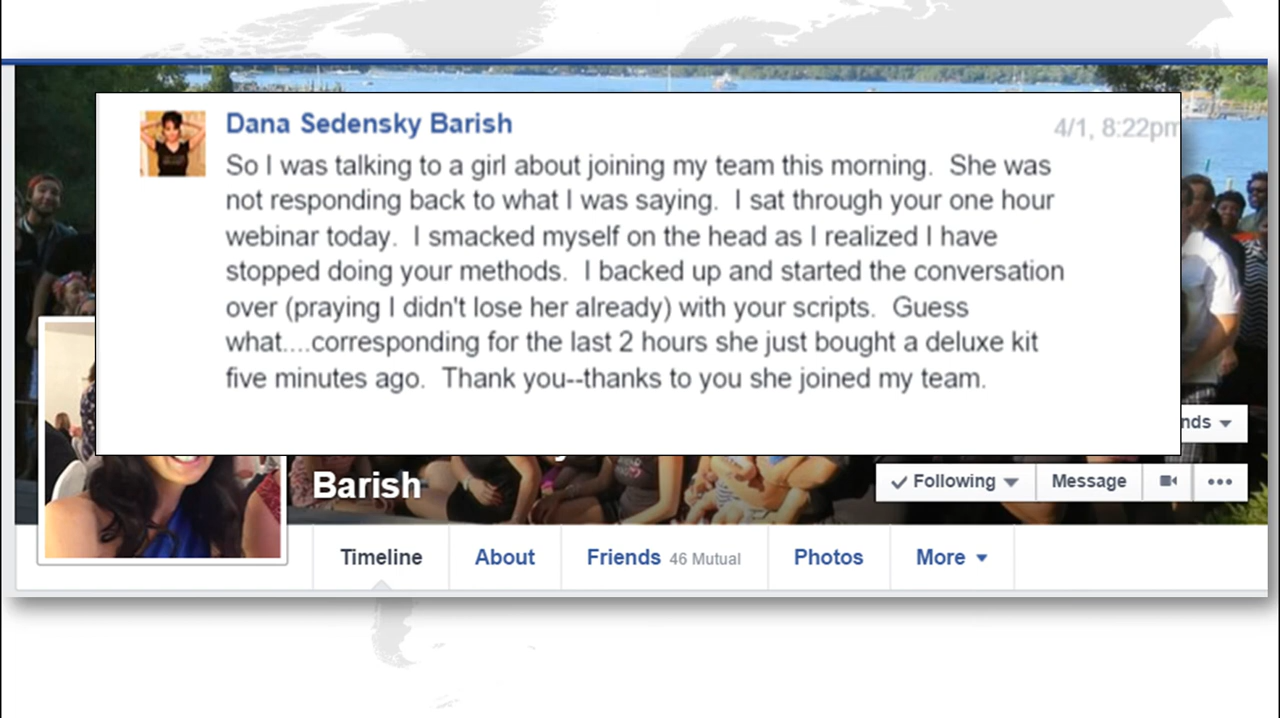 Dana Sedensky Barish
4/1, 8:22pm
So I was talking to a girl about joining my team this morning.  She was
not responding back to what I was saying.  I sat through your one hour
webinar today.  I smacked myself on the head as I realized I have
stopped doing your methods.  I backed up and started the conversation
over (praying I didn't lose her already) with your scripts.  Guess
what....corresponding for the last 2 hours she just bought a deluxe kit
five minutes ago.  Thank you--thanks to you she joined my team.
Barish
Following
Message
Timeline
About
Friends 46 Mutual
Photos
More